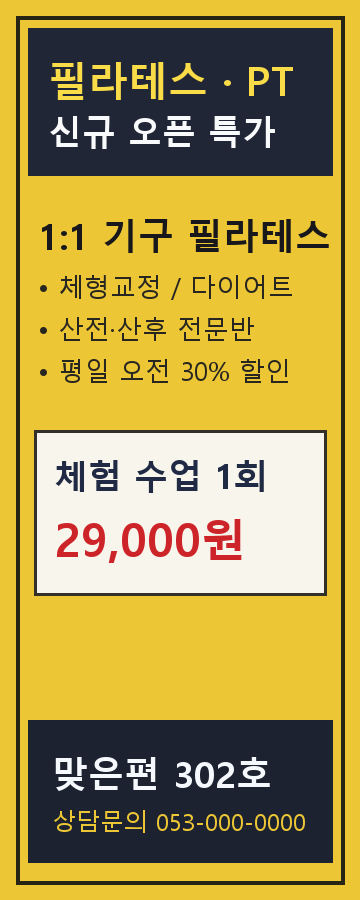 필라테스 · PT
신규 오픈 특가
1:1 기구 필라테스
• 체형교정 / 다이어트
• 산전·산후 전문반
• 평일 오전 30% 할인
체험 수업 1회
29,000원
맞은편 302호
상담문의 053-000-0000